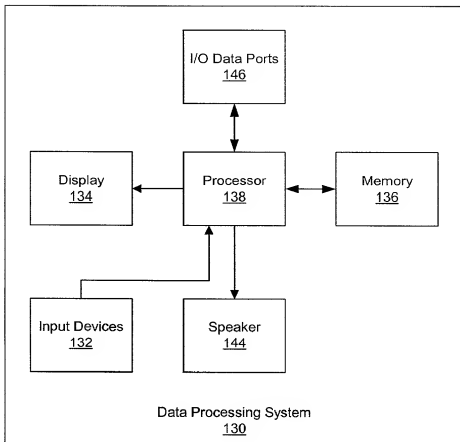 I/O Data Ports
146
Display
134
Processor
138
Memory
136
Input Devices
132
Speaker
144
Data Processing System
130